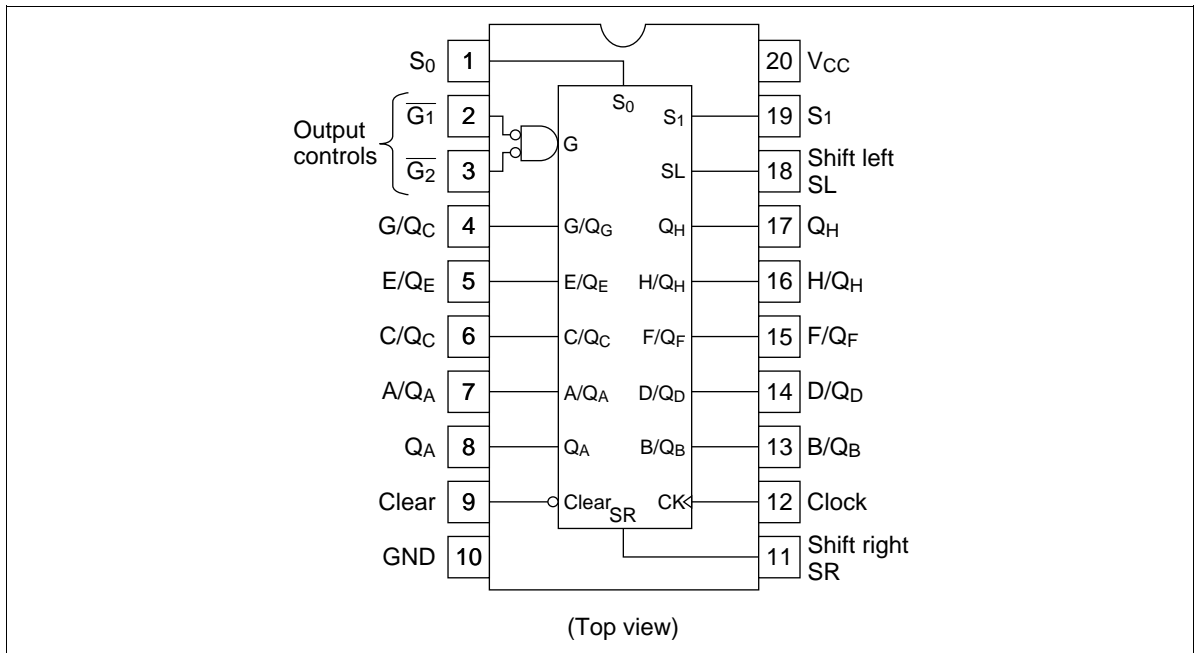 S0 1
G1 2
Output controls
G2 3
G/QC 4
E/QE 5
C/QC 6
A/QA 7
QA 8
Clear 9
GND 10
S0
G
G/QG
E/QE
C/QC
A/QA
QA
Clear
SR
S1
SL
QH
H/QH
F/QF
D/QD
B/QB
CK
20 VCC
19 S1
18 Shift left SL
17 QH
16 H/QH
15 F/QF
14 D/QD
13 B/QB
12 Clock
11 Shift right SR
(Top view)